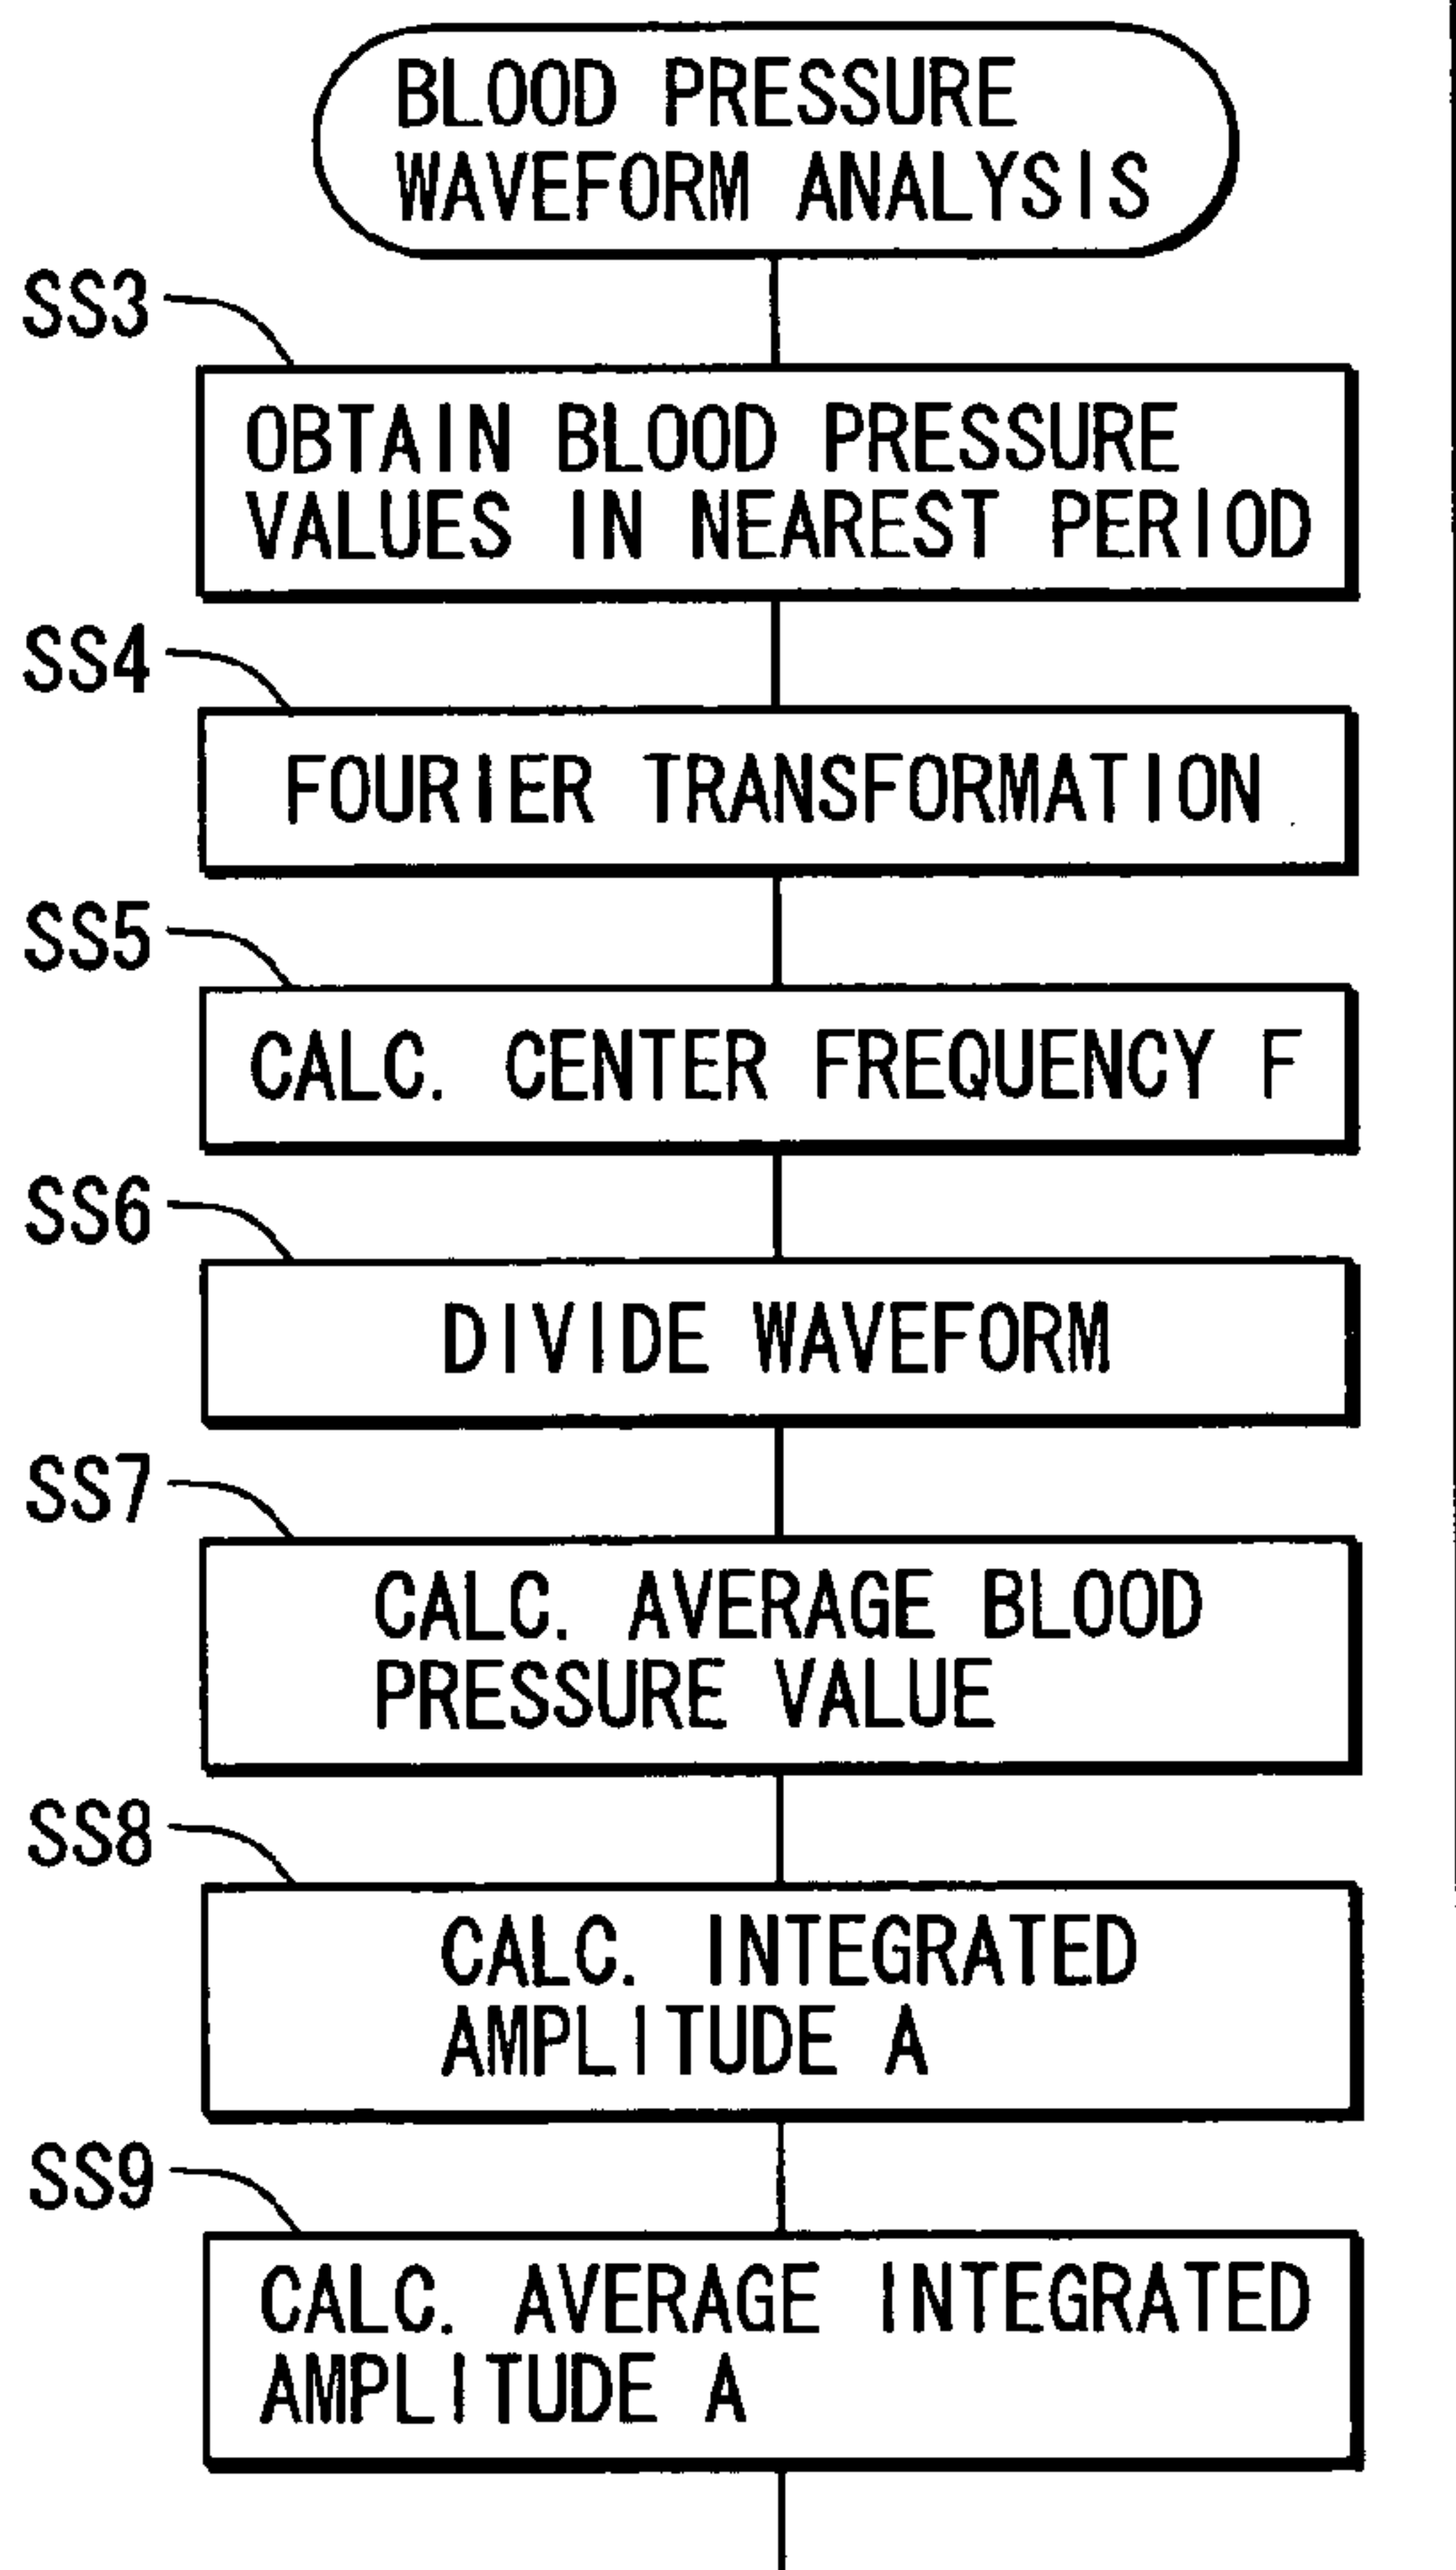 BLOOD PRESSURE
WAVEFORM ANALYSIS
SS3
OBTAIN BLOOD PRESSURE
VALUES IN NEAREST PERIOD
SS4
FOURIER TRANSFORMATION
SS5
CALC. CENTER FREQUENCY F
SS6
DIVIDE WAVEFORM
SS7
CALC. AVERAGE BLOOD
PRESSURE VALUE
SS8
CALC. INTEGRATED
AMPLITUDE A
SS9
CALC. AVERAGE INTEGRATED
AMPLITUDE A